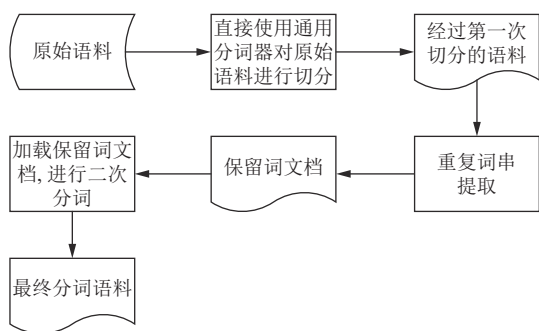 原始语料
直接使用通用
分词器对原始
语料进行切分
经过第一次
切分的语料
重复词串
提取
保留词文档
加载保留词文
档, 进行二次
分词
最终分词语料